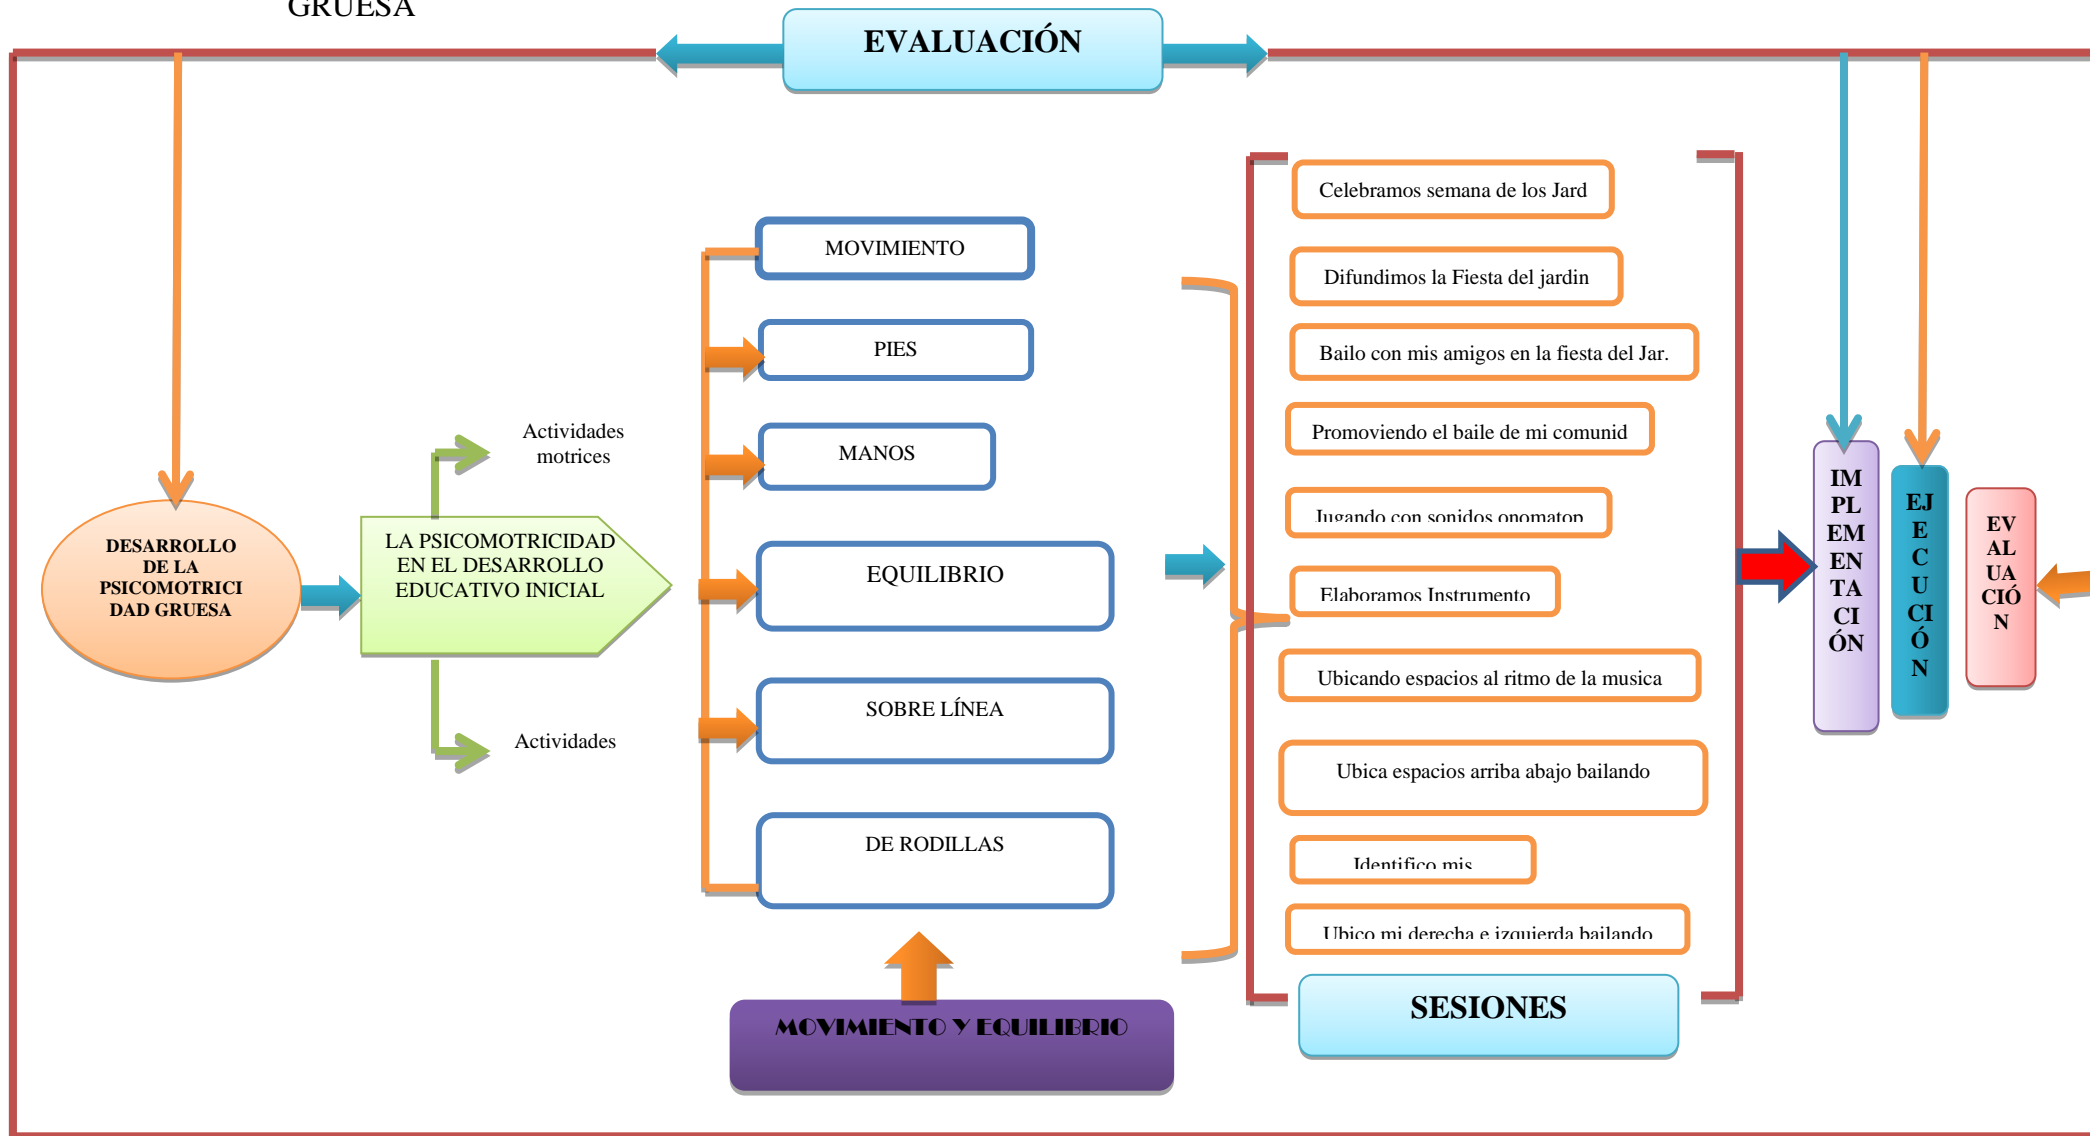 GRUESA
EVALUACIÓN
DESARROLLO
DE LA
PSICOMOTRICI
DAD GRUESA
Actividades
motrices
LA PSICOMOTRICIDAD
EN EL DESARROLLO
EDUCATIVO INICIAL
Actividades
MOVIMIENTO
PIES
MANOS
EQUILIBRIO
SOBRE LÍNEA
DE RODILLAS
MOVIMIENTO Y EQUILIBRIO
Celebramos semana de los Jard
Difundimos la Fiesta del jardin
Bailo con mis amigos en la fiesta del Jar.
Promoviendo el baile de mi comunid
Jugando con sonidos onomatop
Elaboramos Instrumento
Ubicando espacios al ritmo de la musica
Ubica espacios arriba abajo bailando
Identifico mis
Ubico mi derecha e izquierda bailando
SESIONES
IM
PL
EM
EN
TA
CI
ÓN
EJ
E
C
U
CI
Ó
N
EV
AL
UA
CIÓ
N